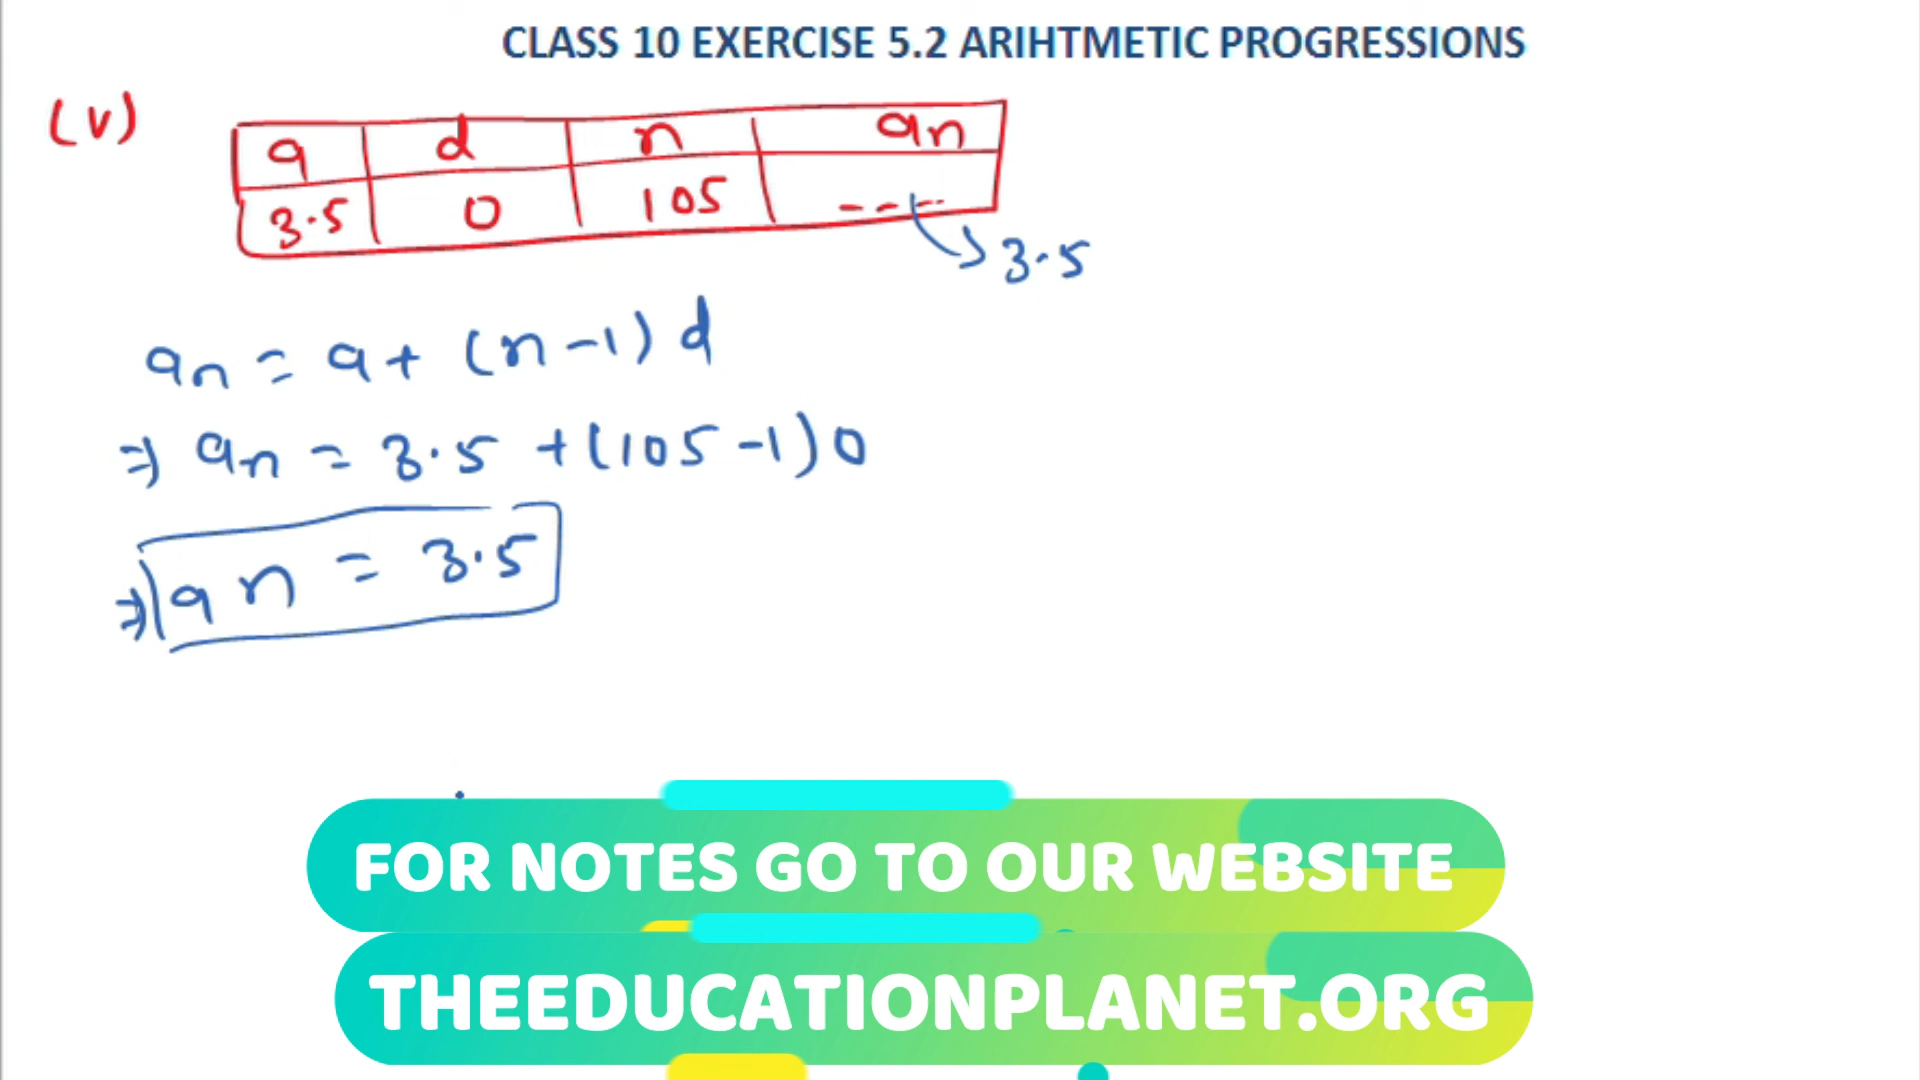 CLASS 10 EXERCISE 5.2 ARIHTMETIC PROGRESSIONS
(v)
a d n an
3.5 0 105 ----
3.5
an = a + (n-1) d
⇒ an = 3.5 + (105-1) 0
⇒ an = 3.5
FOR NOTES GO TO OUR WEBSITE
THEEDUCATIONPLANET.ORG